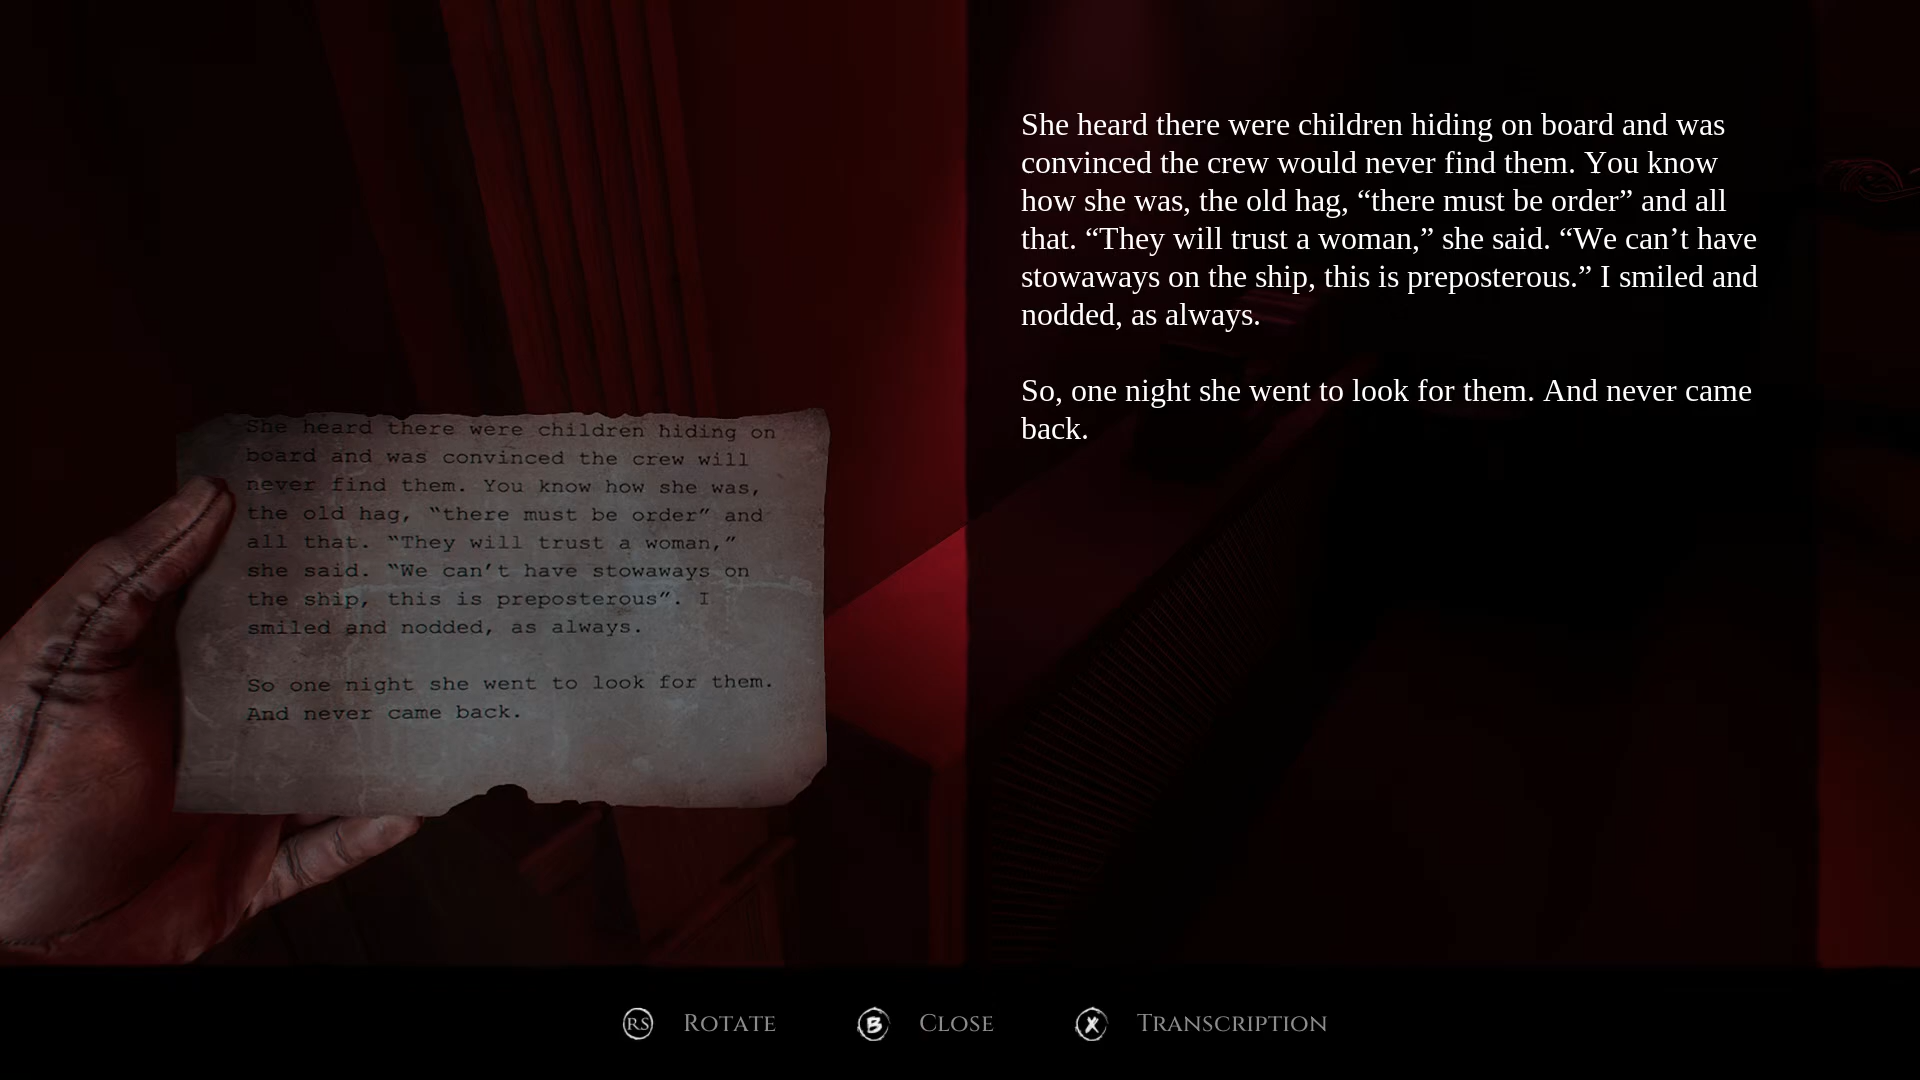 She heard there were children hiding on
board and was convinced the crew will
never find them. You know how she was,
the old hag, “there must be order” and
all that. “They will trust a woman,”
she said. “We can’t have stowaways on
the ship, this is preposterous”. I
smiled and nodded, as always.
So one night she went to look for them.
And never came back.
She heard there were children hiding on board and was
convinced the crew would never find them. You know
how she was, the old hag, “there must be order” and all
that. “They will trust a woman,” she said. “We can’t have
stowaways on the ship, this is preposterous.” I smiled and
nodded, as always.
So, one night she went to look for them. And never came
back.
RS Rotate B Close X Transcription